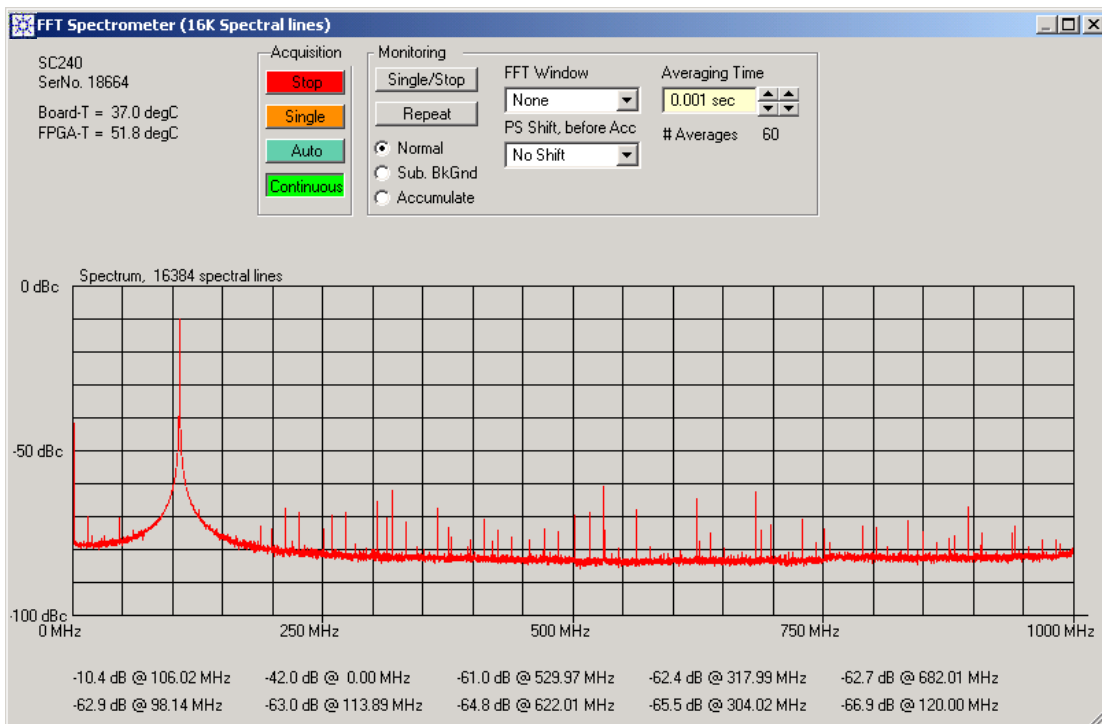 FFT Spectrometer (16K Spectral lines)
SC240
SerNo. 18664
Board-T = 37.0 degC
FPGA-T = 51.8 degC
Acquisition
Stop
Single
Auto
Continuous
Monitoring
Single/Stop
Repeat
Normal
Sub. BkGnd
Accumulate
FFT Window
None
PS Shift, before Acc
No Shift
Averaging Time
0.001 sec
# Averages 60
Spectrum, 16384 spectral lines
0 dBc
-50 dBc
-100 dBc
0 MHz 250 MHz 500 MHz 750 MHz 1000 MHz
-10.4 dB @ 106.02 MHz -42.0 dB @ 0.00 MHz -61.0 dB @ 529.97 MHz -62.4 dB @ 317.99 MHz -62.7 dB @ 682.01 MHz
-62.9 dB @ 98.14 MHz -63.0 dB @ 113.89 MHz -64.8 dB @ 622.01 MHz -65.5 dB @ 304.02 MHz -66.9 dB @ 120.00 MHz